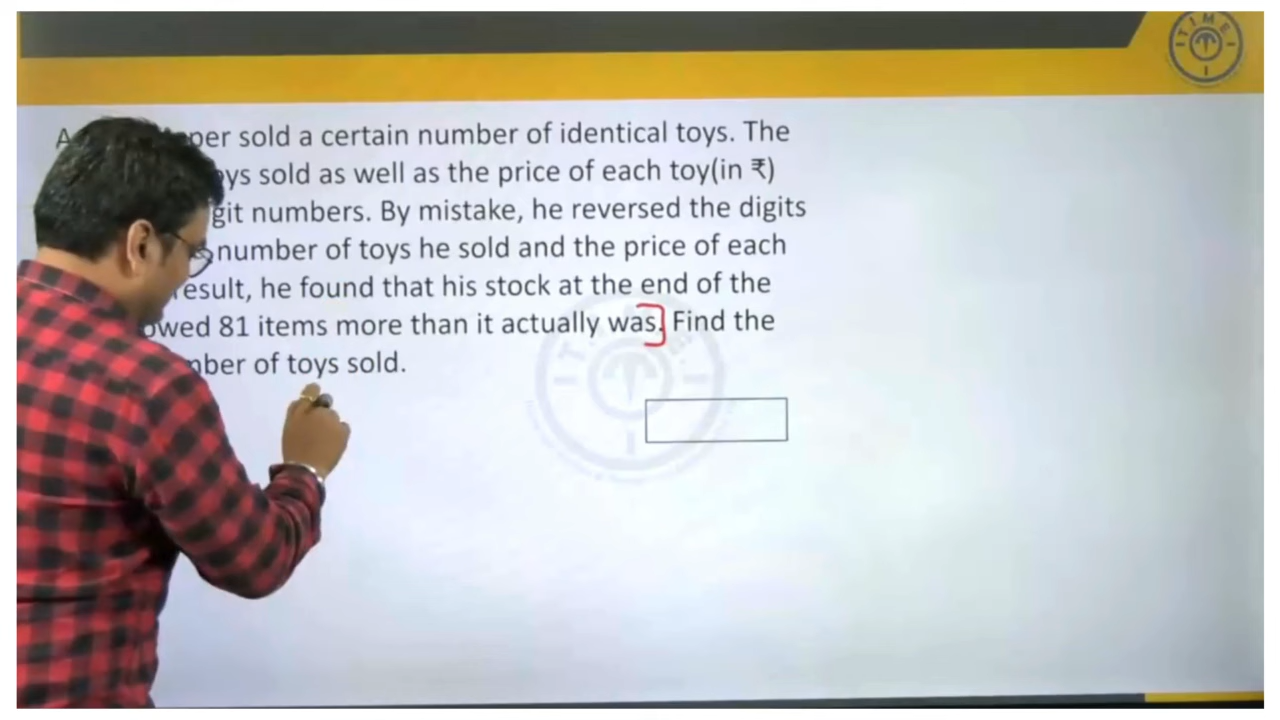 TIME
A per sold a certain number of identical toys. The
ys sold as well as the price of each toy(in ₹)
git numbers. By mistake, he reversed the digits
number of toys he sold and the price of each
esult, he found that his stock at the end of the
owed 81 items more than it actually was. Find the
ber of toys sold.